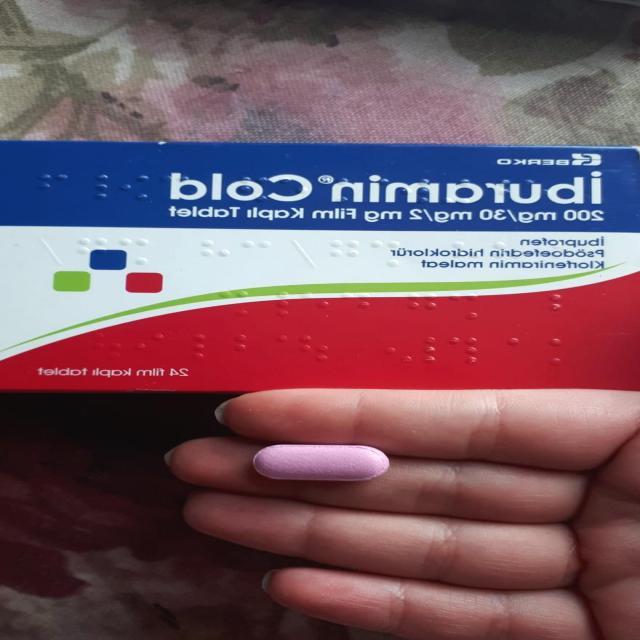 BERKO
İburamin® Cold
200 mg/30 mg/2 mg Film Kaplı Tablet
İbuprofen
Psödoefedrin hidroklorür
Klorfeniramin maleat
24 film kaplı tablet